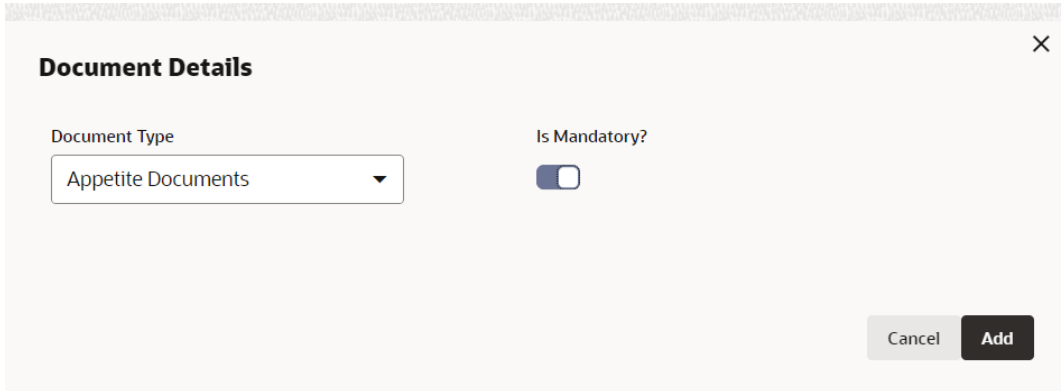 Document Details
Document Type
Is Mandatory?
Appetite Documents
Cancel
Add